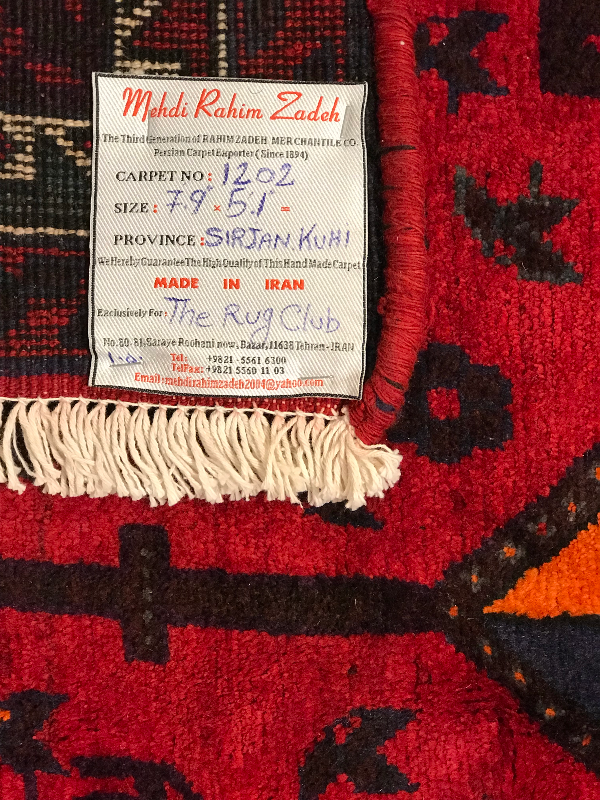 Mehdi Rahim Zadeh
The Third Generation of RAHIM ZADEH MERCHANTILE CO.
Persian Carpet Exporter ( Since 1894)
CARPET NO : 1202
SIZE : 7.9' × 5.1' =
PROVINCE : SIRJAN KUHI
We Hereby Guarantee The High Quality of This Hand Made Carpet
MADE IN IRAN
Exclusively For : The Rug Club
No.80-81, Saraye Roohani now, Bazar, 11638 Tehran - IRAN
Tel : +9821 - 5561 6300
TelFax : +9821 5560 11 03
Email : mehdirahimzadeh2004@yahoo.com